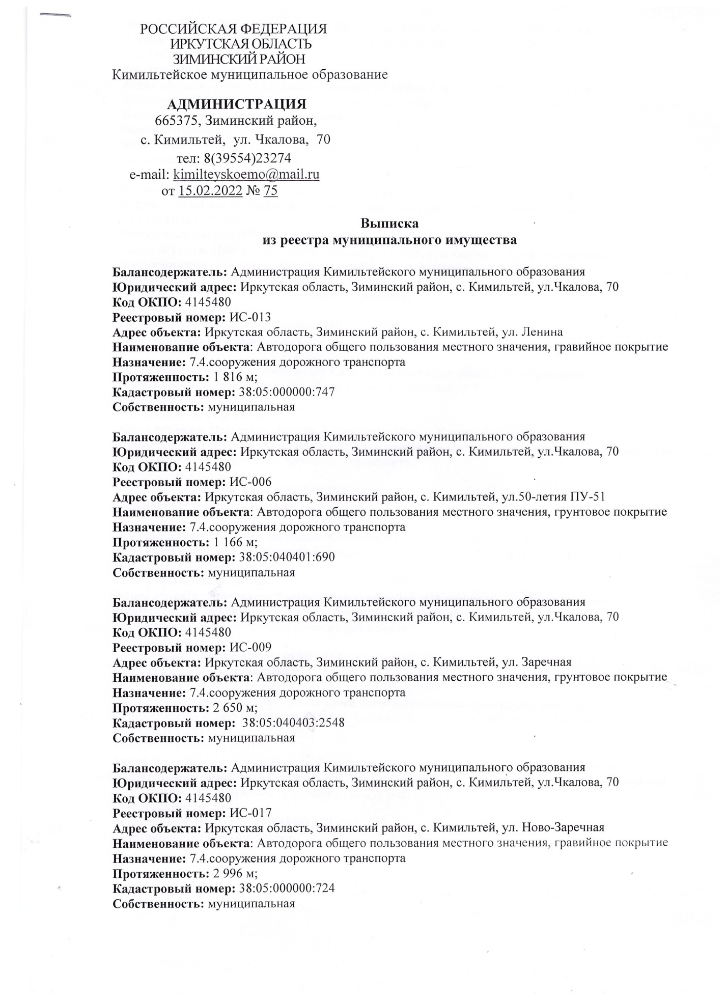 РОССИЙСКАЯ ФЕДЕРАЦИЯ
ИРКУТСКАЯ ОБЛАСТЬ
ЗИМИНСКИЙ РАЙОН
Кимильтейское муниципальное образование
АДМИНИСТРАЦИЯ
665375, Зиминский район,
с. Кимильтей, ул. Чкалова, 70
тел: 8(39554)23274
e-mail: kimilteyskoemo@mail.ru
от 15.02.2022 № 75
Выписка
из реестра муниципального имущества
Балансодержатель: Администрация Кимильтейского муниципального образования
Юридический адрес: Иркутская область, Зиминский район, с. Кимильтей, ул.Чкалова, 70
Код ОКПО: 4145480
Реестровый номер: ИС-013
Адрес объекта: Иркутская область, Зиминский район, с. Кимильтей, ул. Ленина
Наименование объекта: Автодорога общего пользования местного значения, гравийное покрытие
Назначение: 7.4.сооружения дорожного транспорта
Протяженность: 1 816 м;
Кадастровый номер: 38:05:000000:747
Собственность: муниципальная
Балансодержатель: Администрация Кимильтейского муниципального образования
Юридический адрес: Иркутская область, Зиминский район, с. Кимильтей, ул.Чкалова, 70
Код ОКПО: 4145480
Реестровый номер: ИС-006
Адрес объекта: Иркутская область, Зиминский район, с. Кимильтей, ул.50-летия ПУ-51
Наименование объекта: Автодорога общего пользования местного значения, грунтовое покрытие
Назначение: 7.4.сооружения дорожного транспорта
Протяженность: 1 166 м;
Кадастровый номер: 38:05:040401:690
Собственность: муниципальная
Балансодержатель: Администрация Кимильтейского муниципального образования
Юридический адрес: Иркутская область, Зиминский район, с. Кимильтей, ул.Чкалова, 70
Код ОКПО: 4145480
Реестровый номер: ИС-009
Адрес объекта: Иркутская область, Зиминский район, с. Кимильтей, ул. Заречная
Наименование объекта: Автодорога общего пользования местного значения, грунтовое покрытие
Назначение: 7.4.сооружения дорожного транспорта
Протяженность: 2 650 м;
Кадастровый номер: 38:05:040403:2548
Собственность: муниципальная
Балансодержатель: Администрация Кимильтейского муниципального образования
Юридический адрес: Иркутская область, Зиминский район, с. Кимильтей, ул.Чкалова, 70
Код ОКПО: 4145480
Реестровый номер: ИС-017
Адрес объекта: Иркутская область, Зиминский район, с. Кимильтей, ул. Ново-Заречная
Наименование объекта: Автодорога общего пользования местного значения, гравийное покрытие
Назначение: 7.4.сооружения дорожного транспорта
Протяженность: 2 996 м;
Кадастровый номер: 38:05:000000:724
Собственность: муниципальная